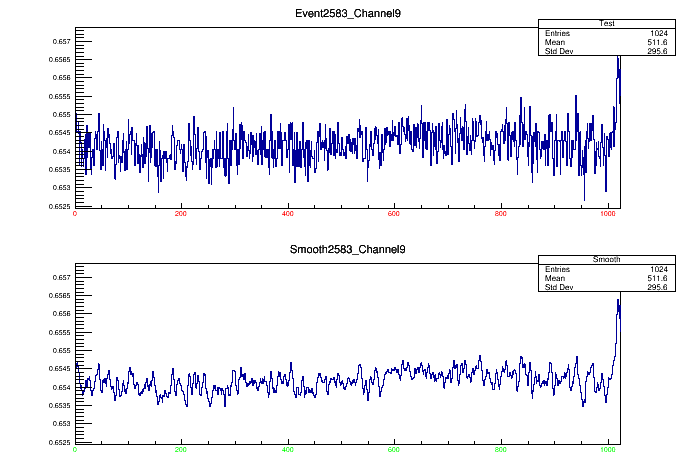 Event2583_Channel9
Test
Entries 1024
Mean 511.6
Std Dev 295.6
0.657
0.6565
0.656
0.6555
0.655
0.6545
0.654
0.6535
0.653
0.6525
0 200 400 600 800 1000
Smooth2583_Channel9
Smooth
Entries 1024
Mean 511.6
Std Dev 295.6
0.657
0.6565
0.656
0.6555
0.655
0.6545
0.654
0.6535
0.653
0.6525
0 200 400 600 800 1000